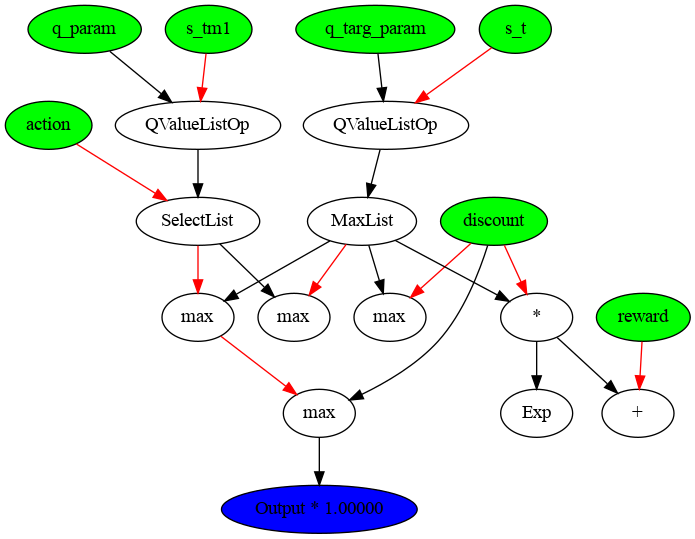 q_param
s_tm1
q_targ_param
s_t
action
QValueListOp
QValueListOp
SelectList
MaxList
discount
max
max
max
*
reward
max
Exp
+
Output * 1.00000